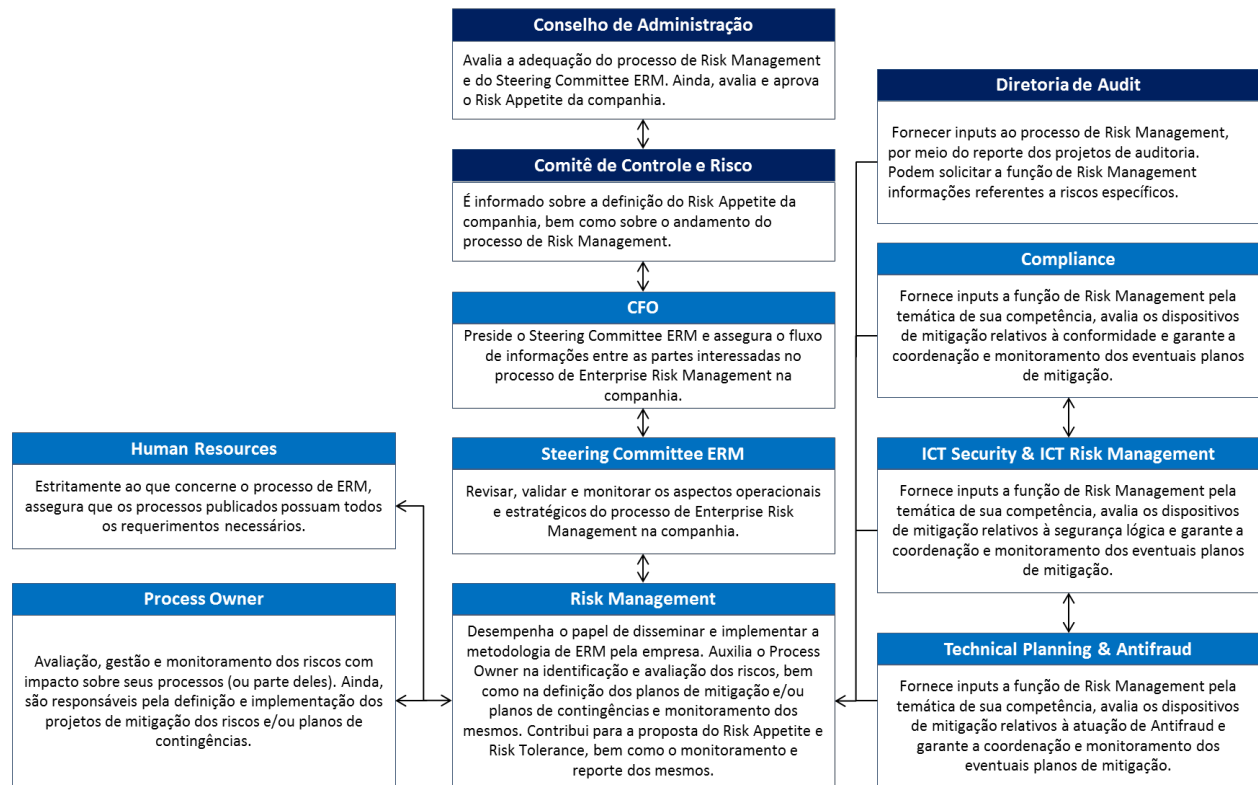 Conselho de Administração
Avalia a adequação do processo de Risk Management
e do Steering Committee ERM. Ainda, avalia e aprova
o Risk Appetite da companhia.
Diretoria de Audit
Fornecer inputs ao processo de Risk Management,
por meio do reporte dos projetos de auditoria.
Podem solicitar a função de Risk Management
informações referentes a riscos específicos.
Comitê de Controle e Risco
É informado sobre a definição do Risk Appetite da
companhia, bem como sobre o andamento do
processo de Risk Management.
Compliance
Fornece inputs a função de Risk Management pela
temática de sua competência, avalia os dispositivos
de mitigação relativos à conformidade e garante a
coordenação e monitoramento dos eventuais planos
de mitigação.
CFO
Preside o Steering Committee ERM e assegura o fluxo
de informações entre as partes interessadas no
processo de Enterprise Risk Management na
companhia.
Human Resources
Estritamente ao que concerne o processo de ERM,
assegura que os processos publicados possuam todos
os requerimentos necessários.
Steering Committee ERM
Revisar, validar e monitorar os aspectos operacionais
e estratégicos do processo de Enterprise Risk
Management na companhia.
ICT Security & ICT Risk Management
Fornece inputs a função de Risk Management pela
temática de sua competência, avalia os dispositivos
de mitigação relativos à segurança lógica e garante a
coordenação e monitoramento dos eventuais planos
de mitigação.
Process Owner
Avaliação, gestão e monitoramento dos riscos com
impacto sobre seus processos (ou parte deles). Ainda,
são responsáveis pela definição e implementação dos
projetos de mitigação dos riscos e/ou planos de
contingências.
Risk Management
Desempenha o papel de disseminar e implementar a
metodologia de ERM pela empresa. Auxilia o Process
Owner na identificação e avaliação dos riscos, bem
como na definição dos planos de mitigação e/ou
planos de contingências e monitoramento dos
mesmos. Contribui para a proposta do Risk Appetite e
Risk Tolerance, bem como o monitoramento e
reporte dos mesmos.
Technical Planning & Antifraud
Fornece inputs a função de Risk Management pela
temática de sua competência, avalia os dispositivos
de mitigação relativos à atuação de Antifraud e
garante a coordenação e monitoramento dos
eventuais planos de mitigação.